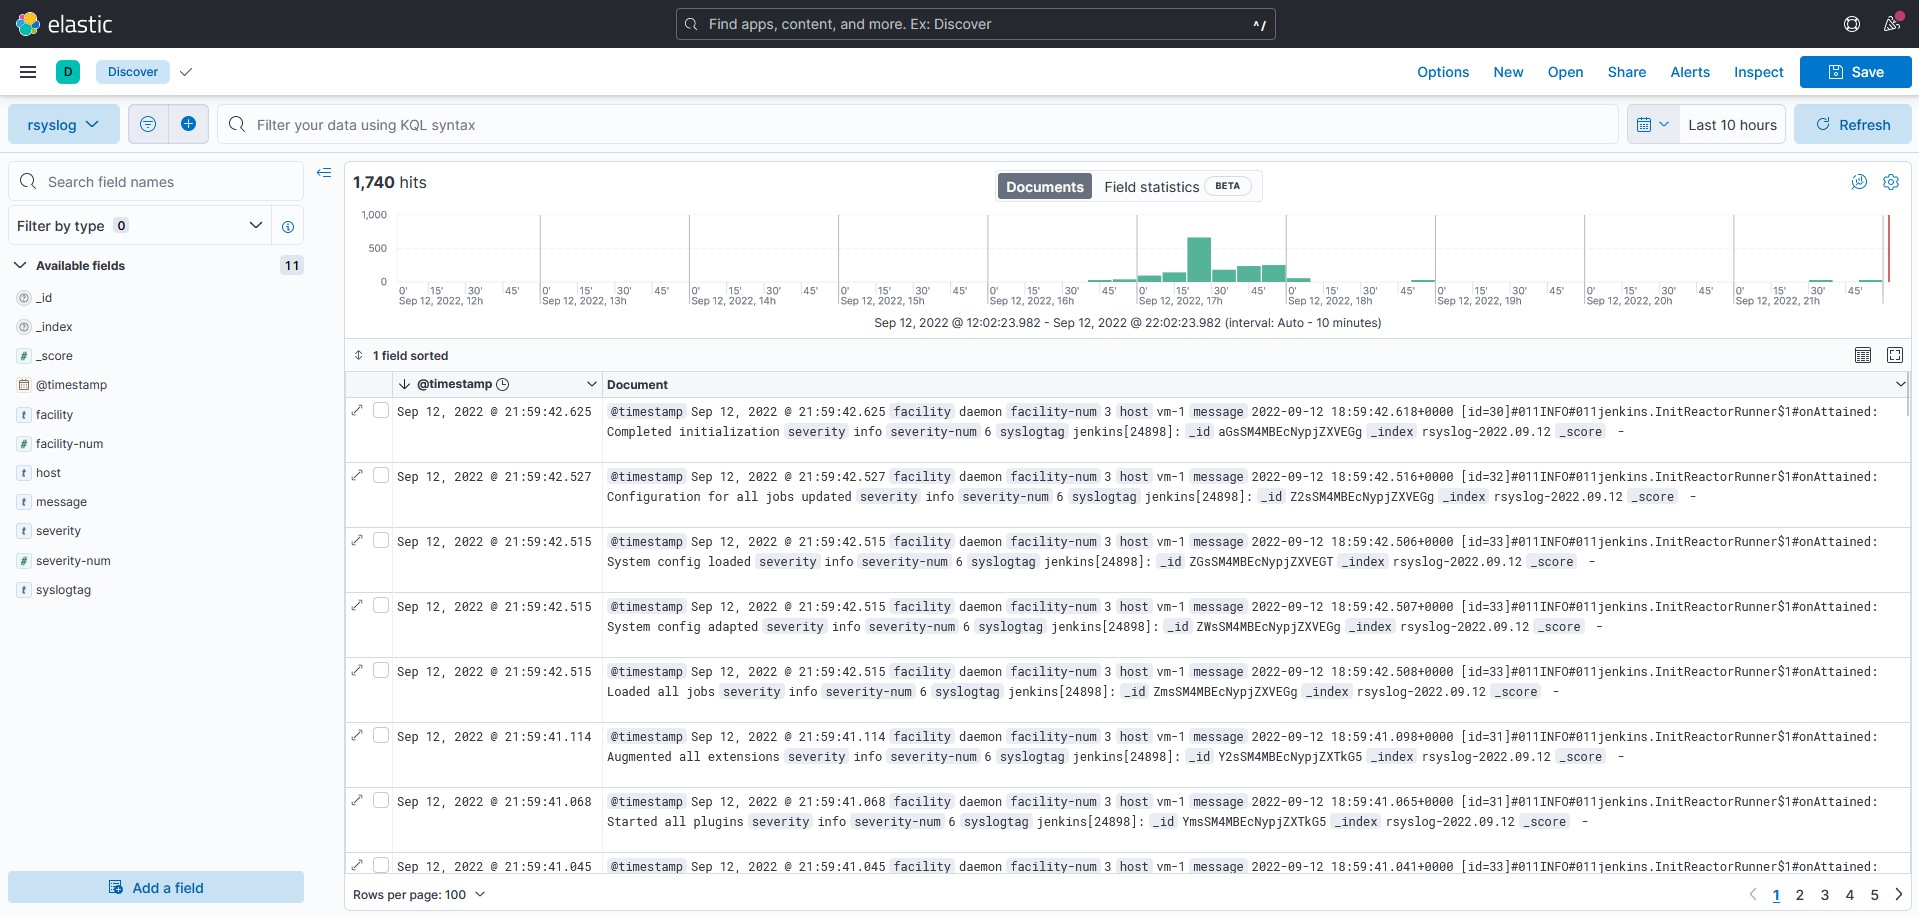 elastic
Find apps, content, and more. Ex: Discover ^/
D Discover Options New Open Share Alerts Inspect Save
rsyslog Filter your data using KQL syntax Last 10 hours Refresh
Search field names
Filter by type 0
Available fields 11
_id
_index
_score
@timestamp
facility
facility-num
host
message
severity
severity-num
syslogtag
Add a field
1,740 hits Documents Field statistics BETA
1,000
500
0
0' 15' 30' 45' 0' 15' 30' 45' 0' 15' 30' 45' 0' 15' 30' 45' 0' 15' 30' 45' 0' 15' 30' 45' 0' 15' 30' 45' 0' 15' 30' 45' 0' 15' 30' 45' 0' 15' 30' 45'
Sep 12, 2022, 12h Sep 12, 2022, 13h Sep 12, 2022, 14h Sep 12, 2022, 15h Sep 12, 2022, 16h Sep 12, 2022, 17h Sep 12, 2022, 18h Sep 12, 2022, 19h Sep 12, 2022, 20h Sep 12, 2022, 21h
Sep 12, 2022 @ 12:02:23.982 - Sep 12, 2022 @ 22:02:23.982 (interval: Auto - 10 minutes)
1 field sorted
@timestamp Document
Sep 12, 2022 @ 21:59:42.625 @timestamp Sep 12, 2022 @ 21:59:42.625 facility daemon facility-num 3 host vm-1 message 2022-09-12 18:59:42.618+0000 [id=30]#011INFO#011jenkins.InitReactorRunner$1#onAttained:
Completed initialization severity info severity-num 6 syslogtag jenkins[24898]: _id aGsSM4MBEcNypjZXVEGg _index rsyslog-2022.09.12 _score -
Sep 12, 2022 @ 21:59:42.527 @timestamp Sep 12, 2022 @ 21:59:42.527 facility daemon facility-num 3 host vm-1 message 2022-09-12 18:59:42.516+0000 [id=32]#011INFO#011jenkins.InitReactorRunner$1#onAttained:
Configuration for all jobs updated severity info severity-num 6 syslogtag jenkins[24898]: _id Z2sSM4MBEcNypjZXVEGg _index rsyslog-2022.09.12 _score -
Sep 12, 2022 @ 21:59:42.515 @timestamp Sep 12, 2022 @ 21:59:42.515 facility daemon facility-num 3 host vm-1 message 2022-09-12 18:59:42.506+0000 [id=33]#011INFO#011jenkins.InitReactorRunner$1#onAttained:
System config loaded severity info severity-num 6 syslogtag jenkins[24898]: _id ZGsSM4MBEcNypjZXVEGT _index rsyslog-2022.09.12 _score -
Sep 12, 2022 @ 21:59:42.515 @timestamp Sep 12, 2022 @ 21:59:42.515 facility daemon facility-num 3 host vm-1 message 2022-09-12 18:59:42.507+0000 [id=33]#011INFO#011jenkins.InitReactorRunner$1#onAttained:
System config adapted severity info severity-num 6 syslogtag jenkins[24898]: _id ZWsSM4MBEcNypjZXVEGg _index rsyslog-2022.09.12 _score -
Sep 12, 2022 @ 21:59:42.515 @timestamp Sep 12, 2022 @ 21:59:42.515 facility daemon facility-num 3 host vm-1 message 2022-09-12 18:59:42.508+0000 [id=33]#011INFO#011jenkins.InitReactorRunner$1#onAttained:
Loaded all jobs severity info severity-num 6 syslogtag jenkins[24898]: _id ZmsSM4MBEcNypjZXVEGg _index rsyslog-2022.09.12 _score -
Sep 12, 2022 @ 21:59:41.114 @timestamp Sep 12, 2022 @ 21:59:41.114 facility daemon facility-num 3 host vm-1 message 2022-09-12 18:59:41.098+0000 [id=31]#011INFO#011jenkins.InitReactorRunner$1#onAttained:
Augmented all extensions severity info severity-num 6 syslogtag jenkins[24898]: _id Y2sSM4MBEcNypjZXTkG5 _index rsyslog-2022.09.12 _score -
Sep 12, 2022 @ 21:59:41.068 @timestamp Sep 12, 2022 @ 21:59:41.068 facility daemon facility-num 3 host vm-1 message 2022-09-12 18:59:41.065+0000 [id=31]#011INFO#011jenkins.InitReactorRunner$1#onAttained:
Started all plugins severity info severity-num 6 syslogtag jenkins[24898]: _id YmsSM4MBEcNypjZXTkG5 _index rsyslog-2022.09.12 _score -
Sep 12, 2022 @ 21:59:41.045 @timestamp Sep 12, 2022 @ 21:59:41.045 facility daemon facility-num 3 host vm-1 message 2022-09-12 18:59:41.041+0000 [id=33]#011INFO#011jenkins.InitReactorRunner$1#onAttained:
Rows per page: 100 1 2 3 4 5